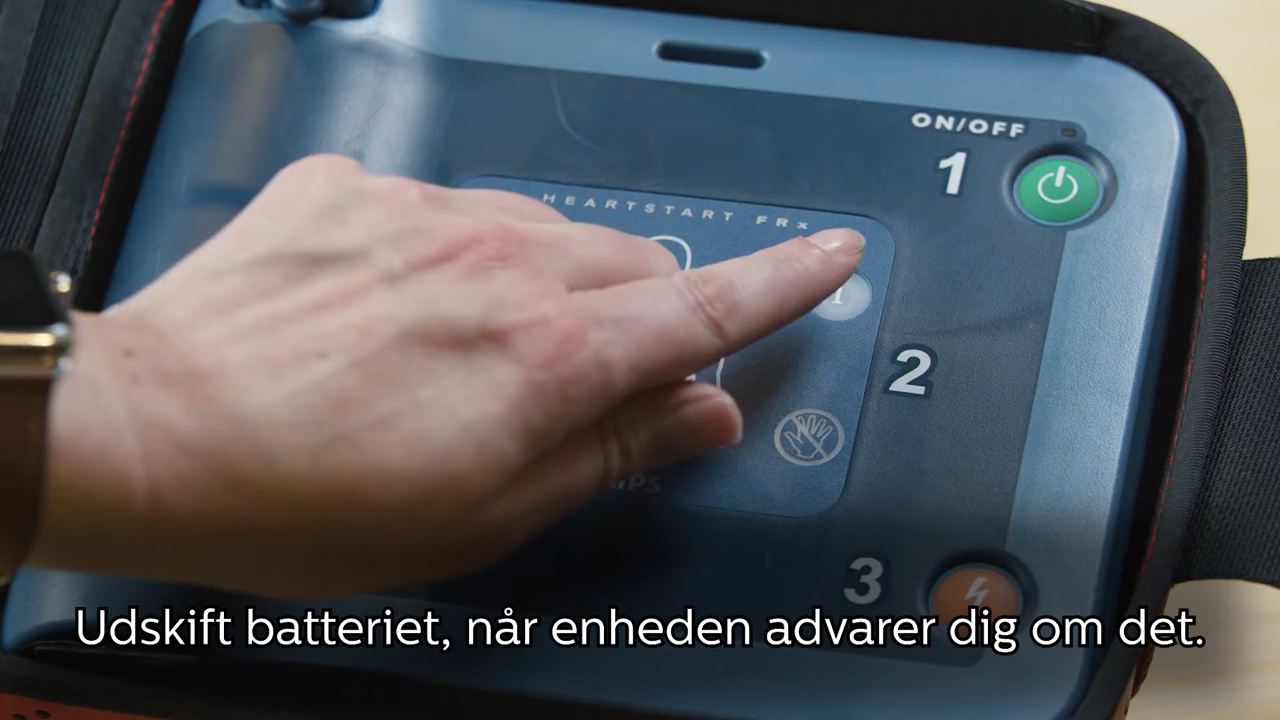 ON/OFF
1
HEARTSTART FRx
2
3
Udskift batteriet, når enheden advarer dig om det.